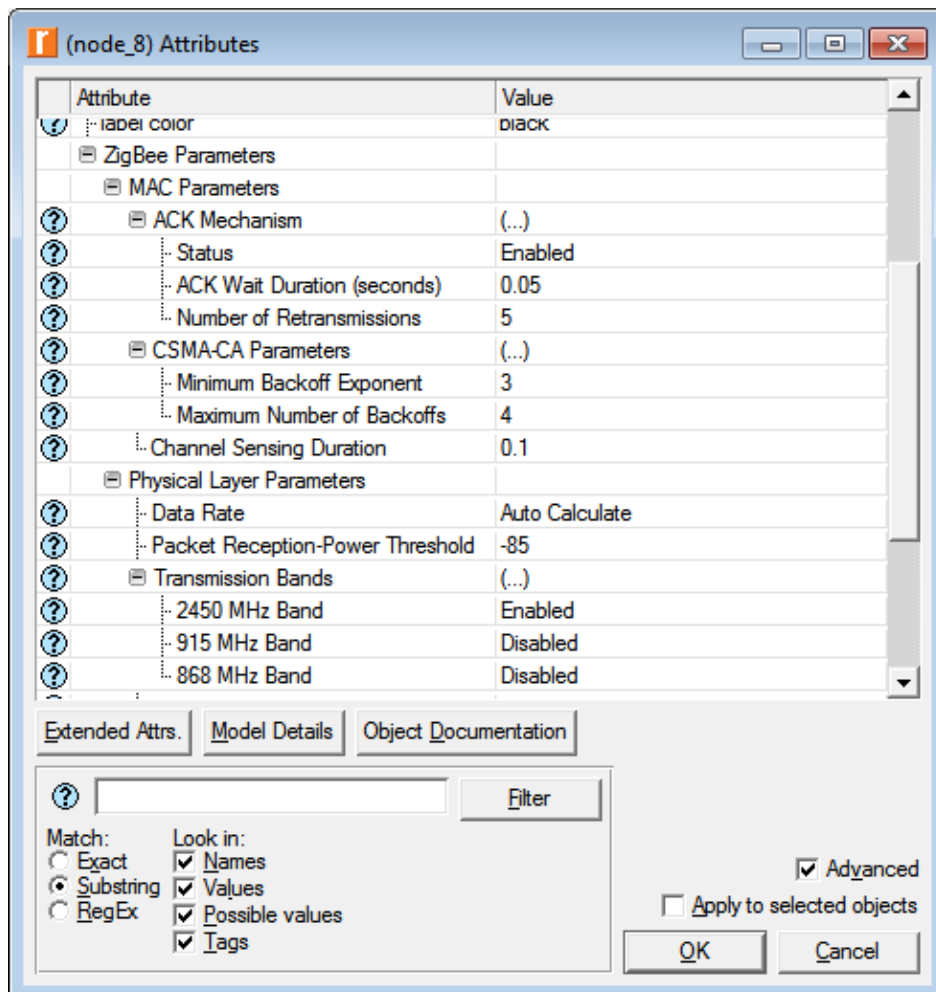 r (node_8) Attributes
Attribute Value
label color black
ZigBee Parameters
MAC Parameters
? ACK Mechanism (...)
? Status Enabled
? ACK Wait Duration (seconds) 0.05
? Number of Retransmissions 5
? CSMA-CA Parameters (...)
? Minimum Backoff Exponent 3
? Maximum Number of Backoffs 4
? Channel Sensing Duration 0.1
Physical Layer Parameters
? Data Rate Auto Calculate
? Packet Reception-Power Threshold -85
? Transmission Bands (...)
? 2450 MHz Band Enabled
? 915 MHz Band Disabled
? 868 MHz Band Disabled
Extended Attrs. Model Details Object Documentation
? Filter
Match: Look in:
Exact Names
Substring Values
RegEx Possible values
Tags
Advanced
Apply to selected objects
OK Cancel